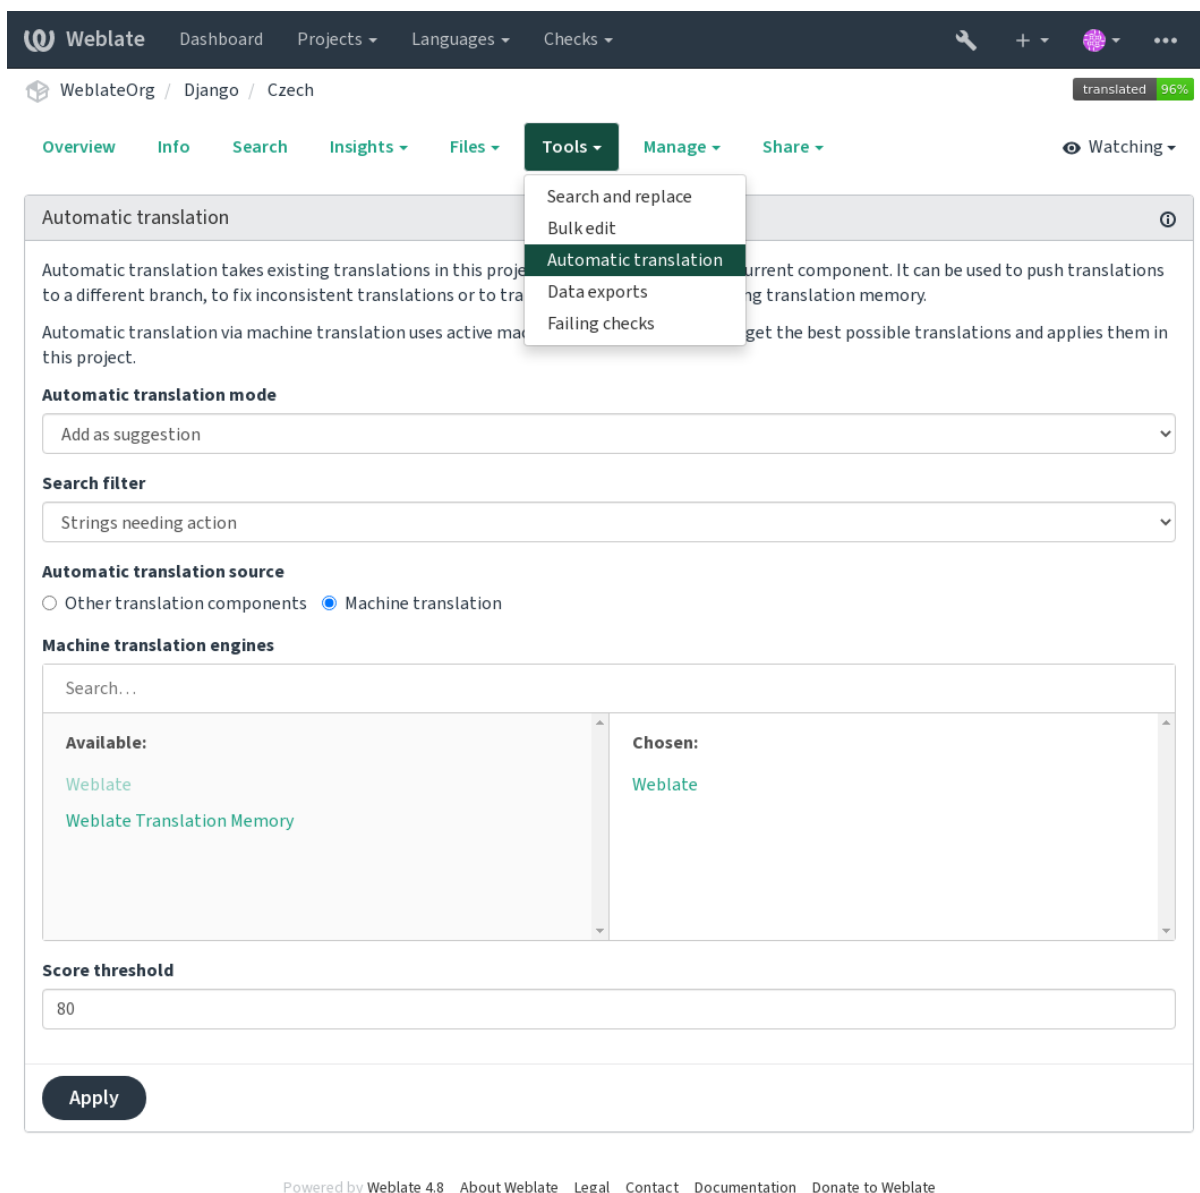 Weblate Dashboard Projects Languages Checks
WeblateOrg / Django / Czech translated 96%
Overview Info Search Insights Files Tools Manage Share Watching
Search and replace
Bulk edit
Automatic translation
Data exports
Failing checks
Automatic translation
Automatic translation takes existing translations in this proje urrent component. It can be used to push translations
to a different branch, to fix inconsistent translations or to tra ng translation memory.
Automatic translation via machine translation uses active ma get the best possible translations and applies them in
this project.
Automatic translation mode
Add as suggestion
Search filter
Strings needing action
Automatic translation source
Other translation components Machine translation
Machine translation engines
Search…
Available: Chosen:
Weblate Weblate
Weblate Translation Memory
Score threshold
80
Apply
Powered by Weblate 4.8 About Weblate Legal Contact Documentation Donate to Weblate